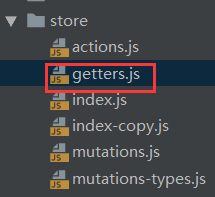 store
actions.js
getters.js
index.js
index-copy.js
mutations.js
mutations-types.js